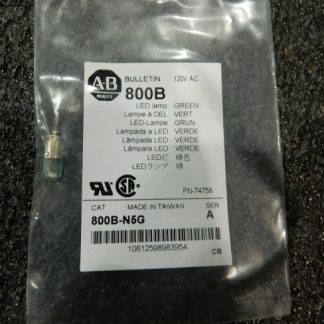 A-B
QUALITY
BULLETIN 120V AC
800B
LED lamp GREEN
Lampe à DEL VERT
LED-Lampe GRUN
Lampada a LED VERDE
Lâmpada LED VERDE
Lámpara LED VERDE
LED灯 绿色
LEDランプ 緑
PN-74758
CAT MADE IN TAIWAN SER
800B-N5G A
10612598983954
CB